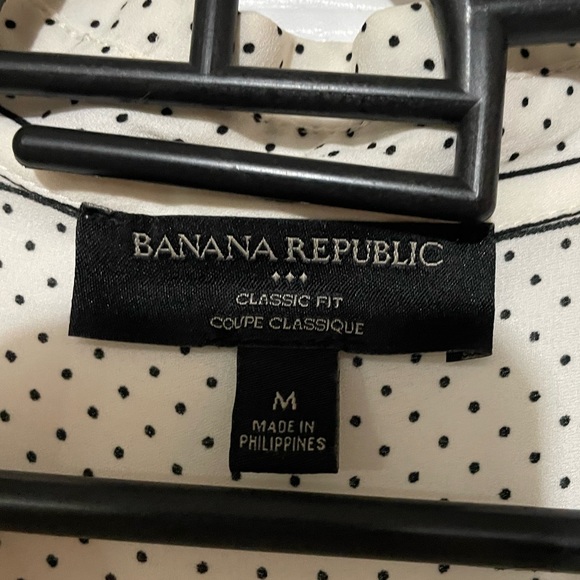 BANANA REPUBLIC
CLASSIC FIT
COUPE CLASSIQUE
M
MADE IN
PHILIPPINES